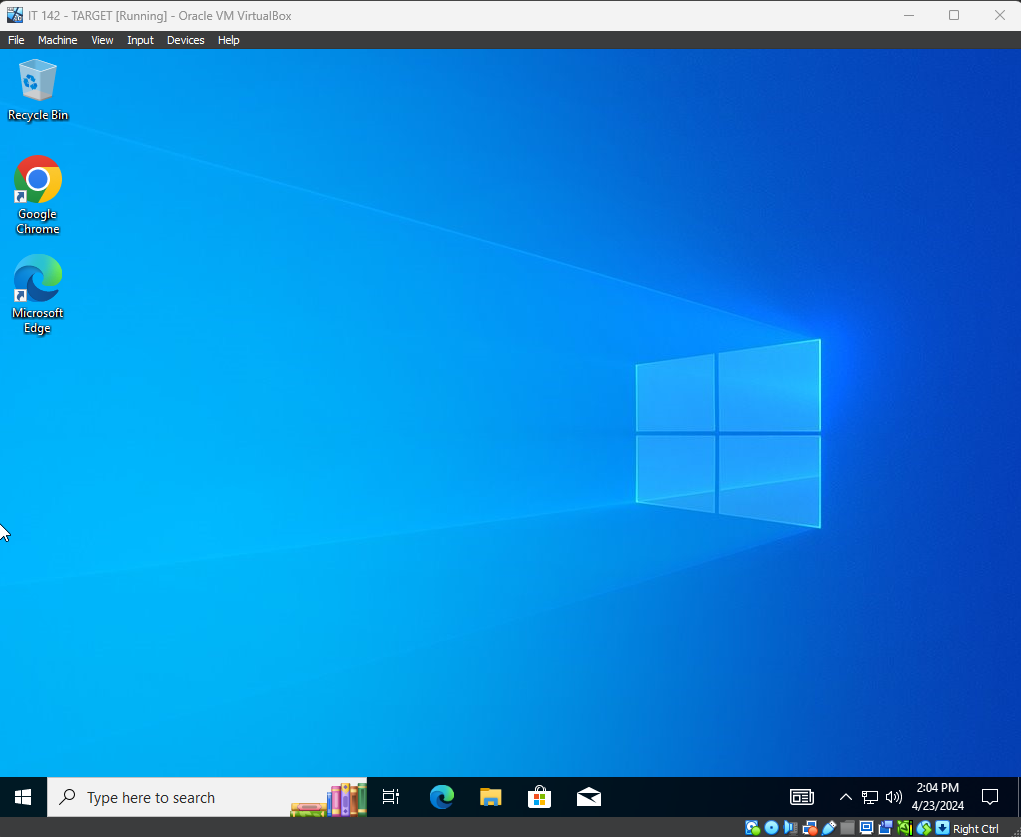 IT 142 - TARGET [Running] - Oracle VM VirtualBox
File Machine View Input Devices Help
Recycle Bin
Google
Chrome
Microsoft
Edge
Type here to search
2:04 PM
4/23/2024
Right Ctrl